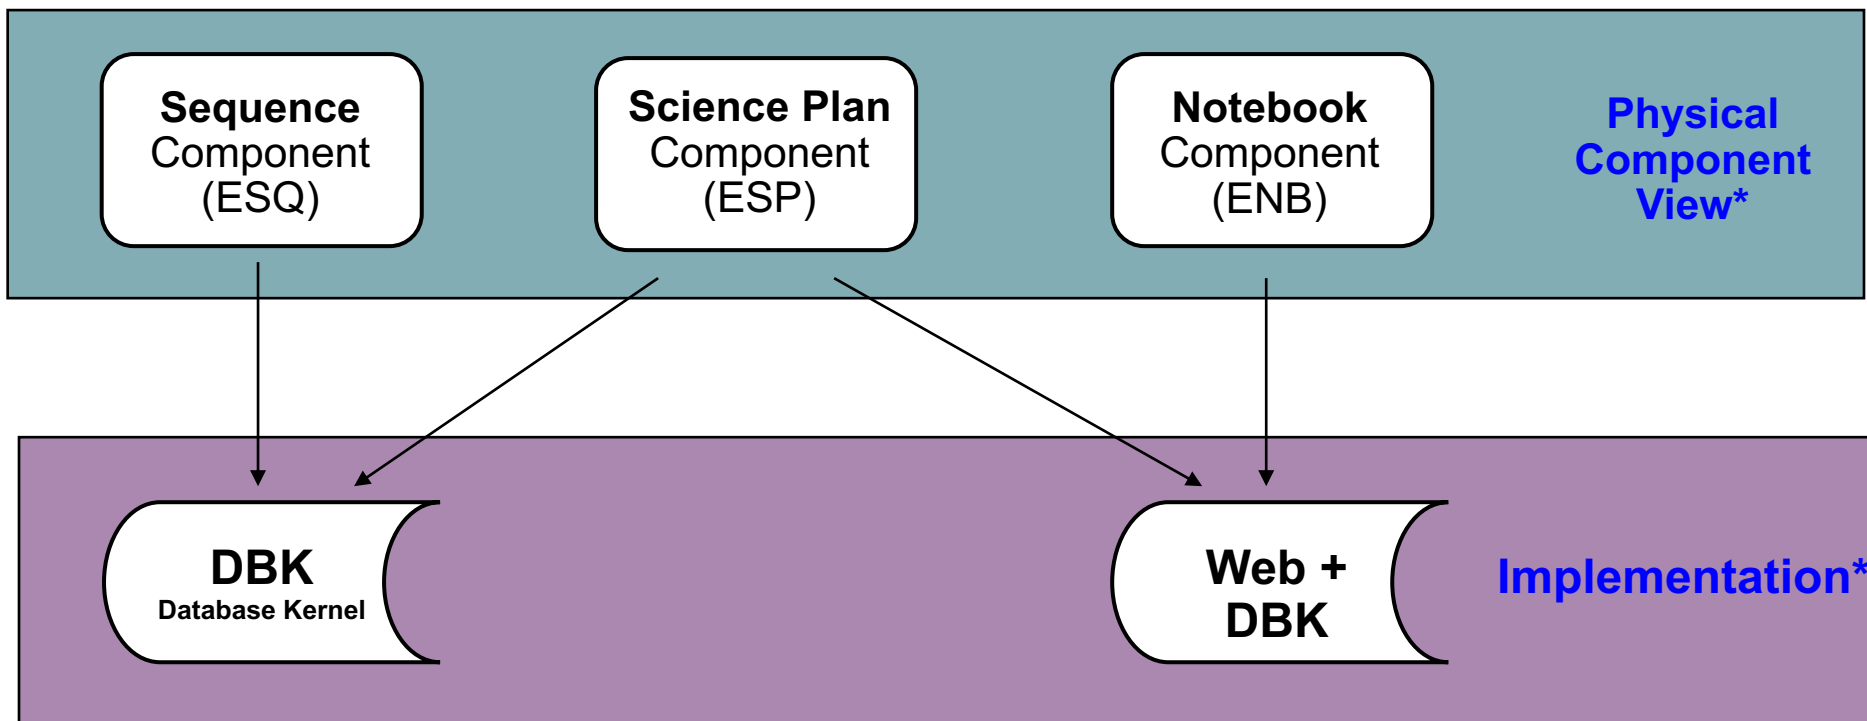 Sequence
Component
(ESQ)
Science Plan
Component
(ESP)
Notebook
Component
(ENB)
Physical
Component
View*
DBK
Database Kernel
Web +
DBK
Implementation*